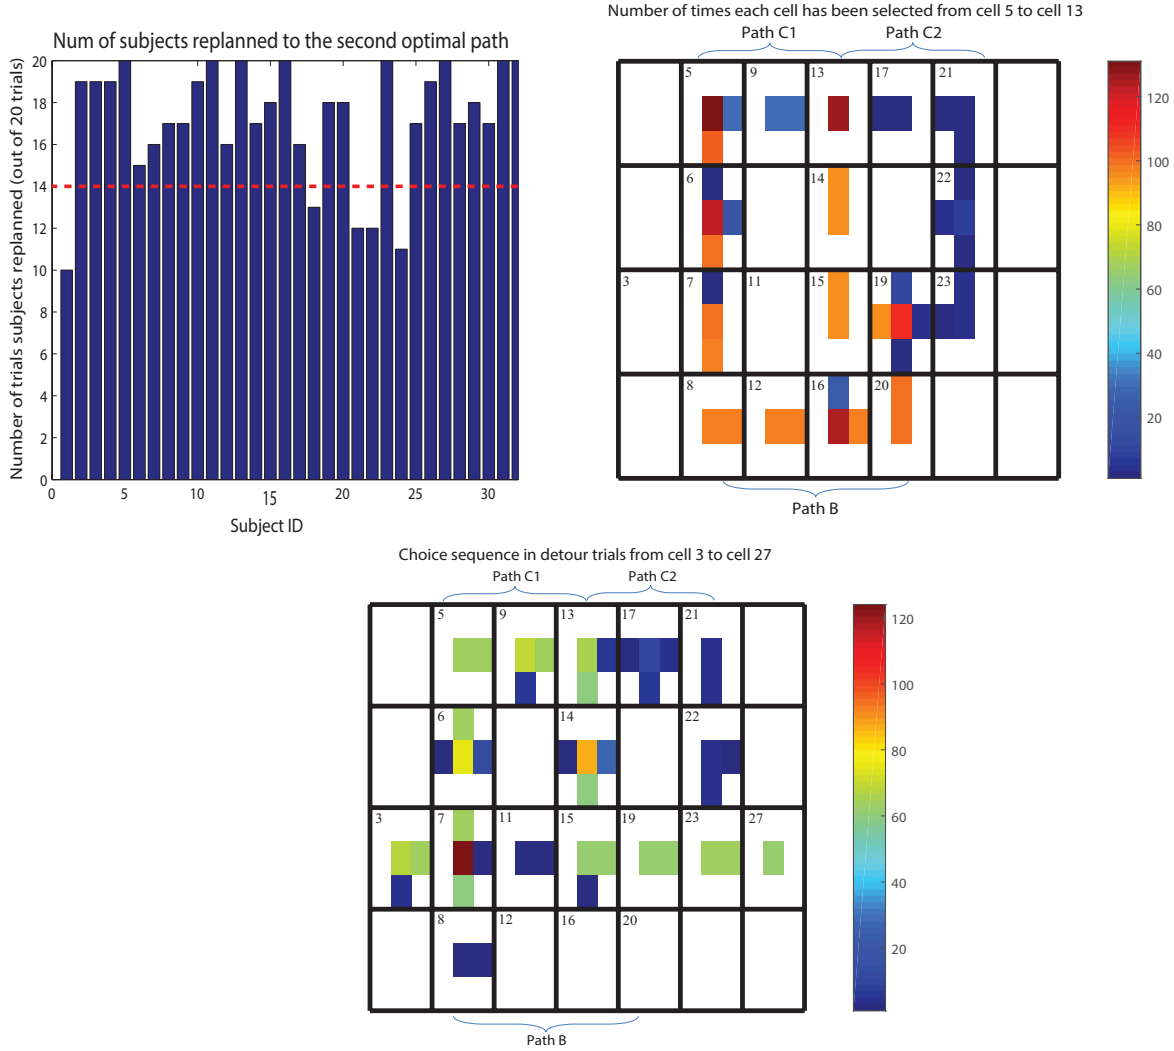 Num of subjects replanned to the second optimal path
Number of trials subjects replanned (out of 20 trials)
20
18
16
14
12
10
8
6
4
2
0
0 5 10 15 20 25 30
Subject ID
Number of times each cell has been selected from cell 5 to cell 13
Path C1 Path C2
5 9 13 17 21
6 14 22
3 7 11 15 19 23
8 12 16 20
Path B
120
100
80
60
40
20
Choice sequence in detour trials from cell 3 to cell 27
Path C1 Path C2
5 9 13 17 21
6 14 22
3 7 11 15 19 23 27
8 12 16 20
Path B
120
100
80
60
40
20